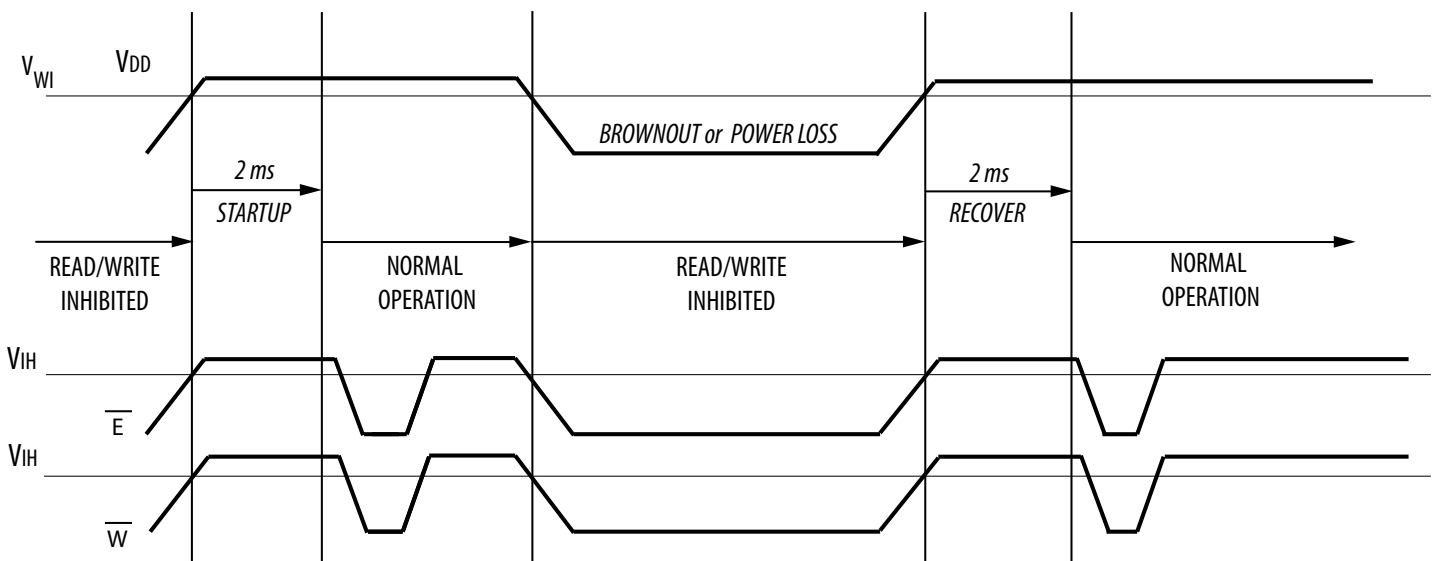 VWI VDD
BROWNOUT or POWER LOSS
2 ms
STARTUP
2 ms
RECOVER
READ/WRITE
INHIBITED
NORMAL
OPERATION
READ/WRITE
INHIBITED
NORMAL
OPERATION
VIH
E
VIH
W